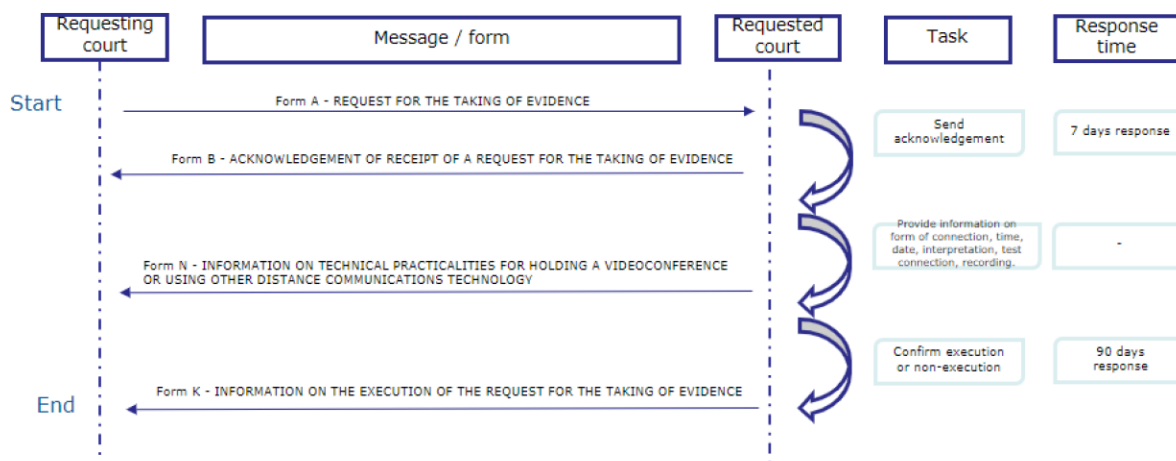 Requesting
court
Message / form
Requested
court
Task
Response
time
Start
Form A - REQUEST FOR THE TAKING OF EVIDENCE
Send
acknowledgement
7 days response
Form B - ACKNOWLEDGEMENT OF RECEIPT OF A REQUEST FOR THE TAKING OF EVIDENCE
Provide information on
form of connection, time,
date, interpretation, test
connection, recording.
-
Form N - INFORMATION ON TECHNICAL PRACTICALITIES FOR HOLDING A VIDEOCONFERENCE
OR USING OTHER DISTANCE COMMUNICATIONS TECHNOLOGY
Confirm execution
or non-execution
90 days
response
Form K - INFORMATION ON THE EXECUTION OF THE REQUEST FOR THE TAKING OF EVIDENCE
End